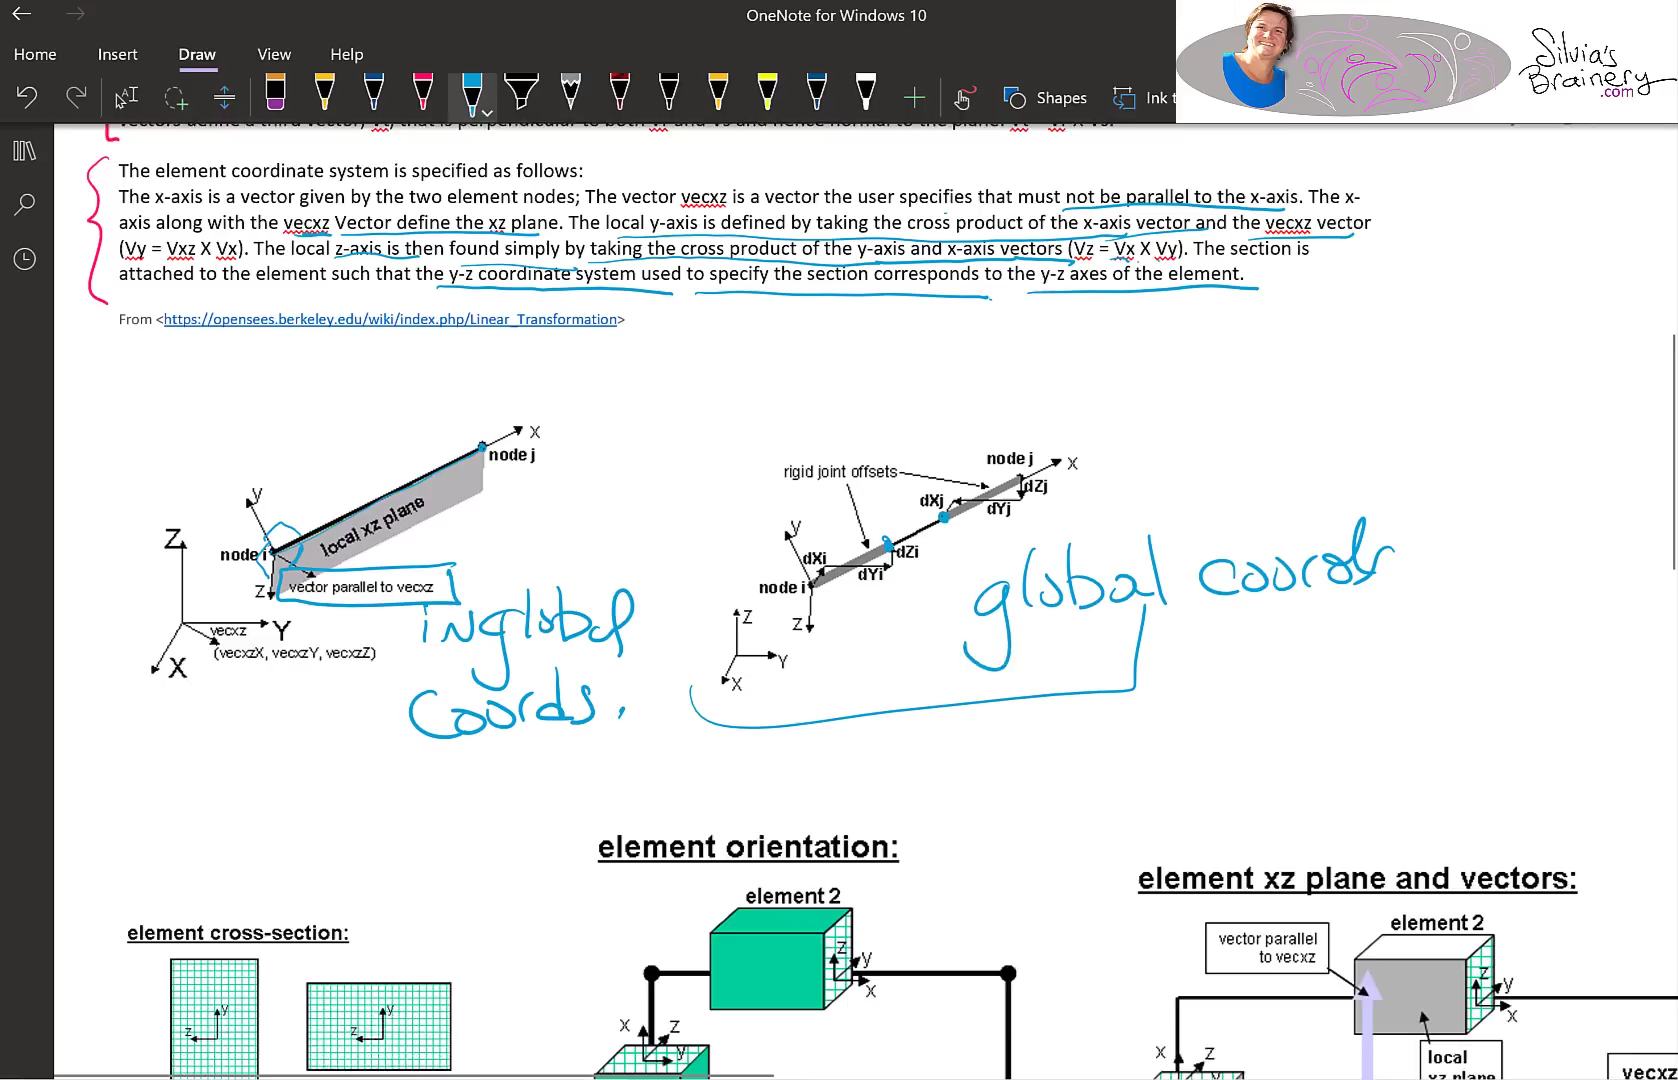 OneNote for Windows 10
Home Insert Draw View Help
Shapes
Ink t
Silvia's
Brainery
.com
The element coordinate system is specified as follows:
The x-axis is a vector given by the two element nodes; The vector vecxz is a vector the user specifies that must not be parallel to the x-axis. The x-
axis along with the vecxz Vector define the xz plane. The local y-axis is defined by taking the cross product of the x-axis vector and the vecxz vector
(Vy = Vxz X Vx). The local z-axis is then found simply by taking the cross product of the y-axis and x-axis vectors (Vz = Vx X Vy). The section is
attached to the element such that the y-z coordinate system used to specify the section corresponds to the y-z axes of the element.
From <https://opensees.berkeley.edu/wiki/index.php/Linear_Transformation>
X
node j
y
local xz plane
Z
node i
z
vector parallel to vecxz
vecxz
Y
(vecxzX, vecxzY, vecxzZ)
X
in global
coords.
node j
X
rigid joint offsets
dZj
dXj
dYj
y
dZi
dXi
dYi
node i
Z
z
Y
X
global coords
element orientation:
element 2
z
y
x
x
z
y
element xz plane and vectors:
element 2
vector parallel
to vecxz
z
y
x
x
z
local
xz plane
vecxz
element cross-section:
y
z
y
z